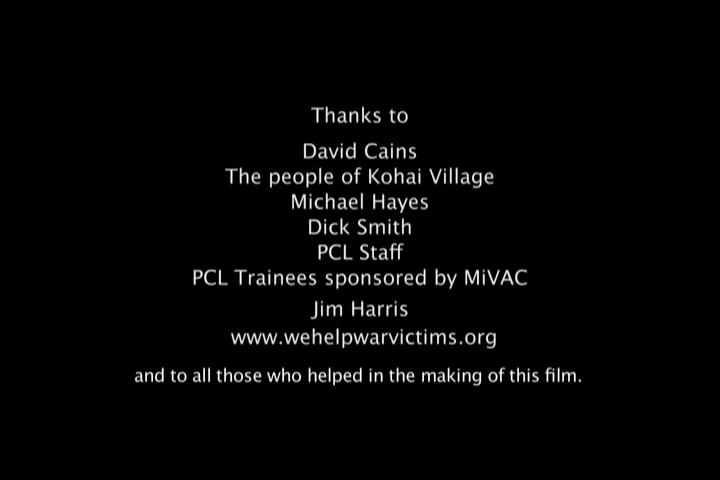 Thanks to
David Cains
The people of Kohai Village
Michael Hayes
Dick Smith
PCL Staff
PCL Trainees sponsored by MiVAC
Jim Harris
www.wehelpwarvictims.org
and to all those who helped in the making of this film.